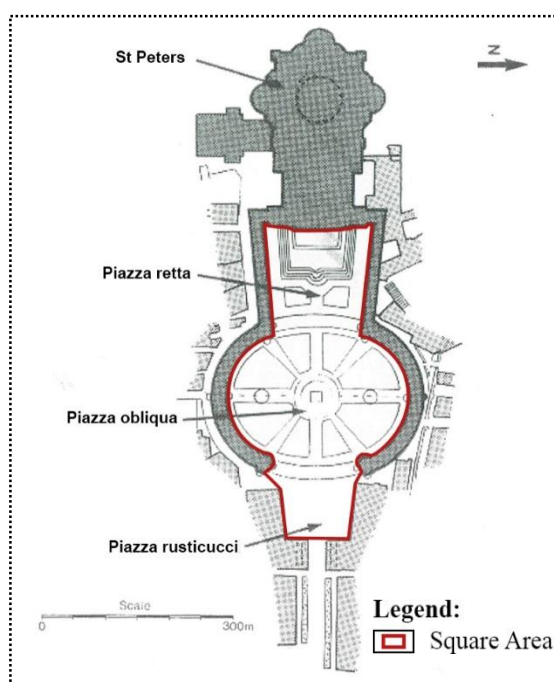 St Peters
N
Piazza retta
Piazza obliqua
Piazza rusticucci
Scale
0 300m
Legend:
Square Area